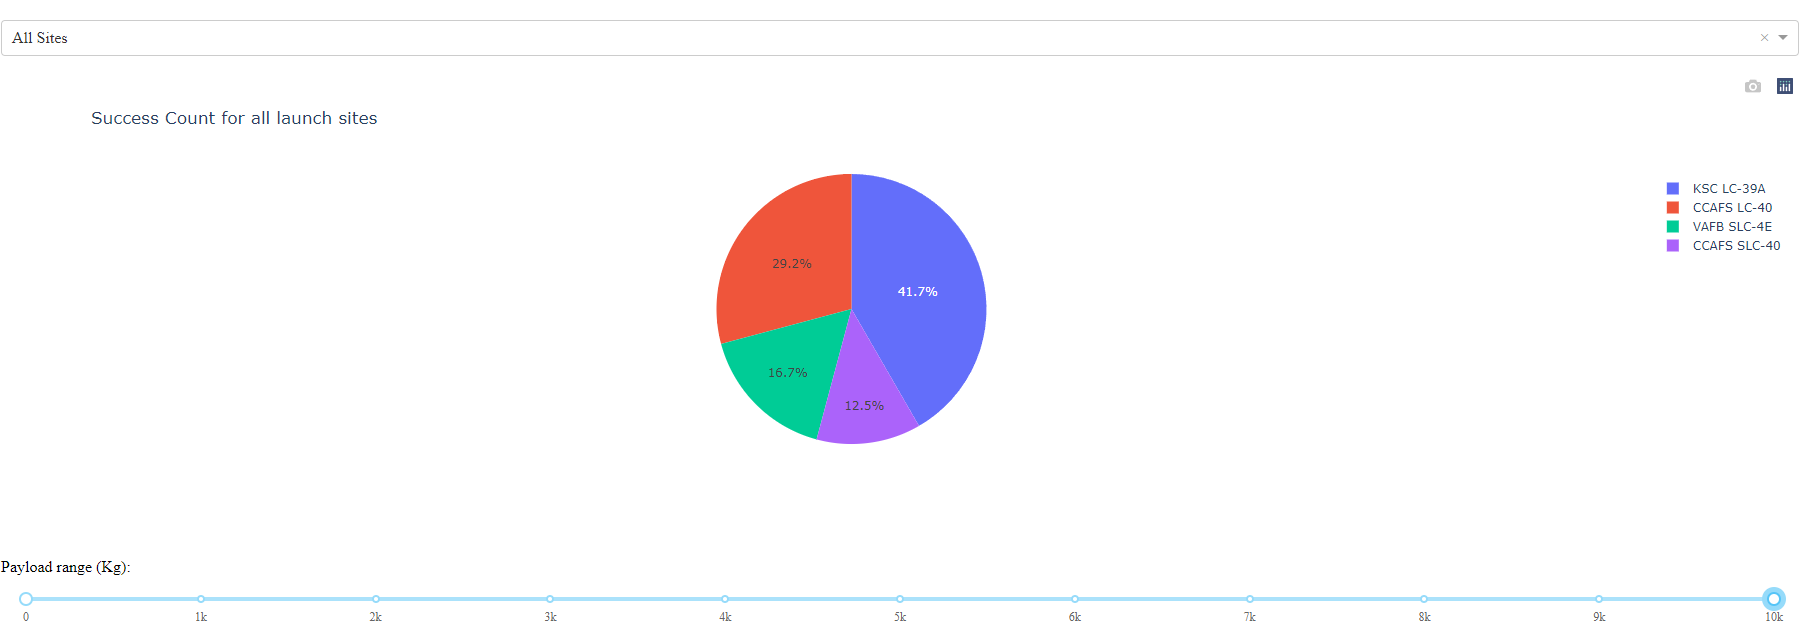 All Sites
Success Count for all launch sites
KSC LC-39A
CCAFS LC-40
VAFB SLC-4E
CCAFS SLC-40
29.2%
41.7%
16.7%
12.5%
Payload range (Kg):
0 1k 2k 3k 4k 5k 6k 7k 8k 9k 10k